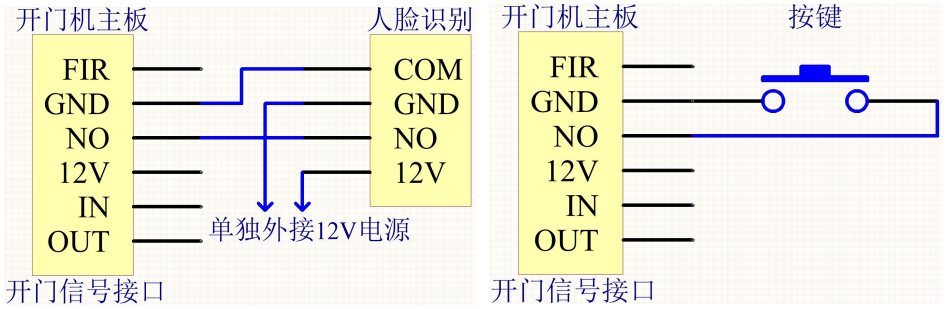 开门机主板
人脸识别
FIR
GND
NO
12V
IN
OUT
COM
GND
NO
12V
单独外接12V电源
开门信号接口
开门机主板
按键
FIR
GND
NO
12V
IN
OUT
开门信号接口